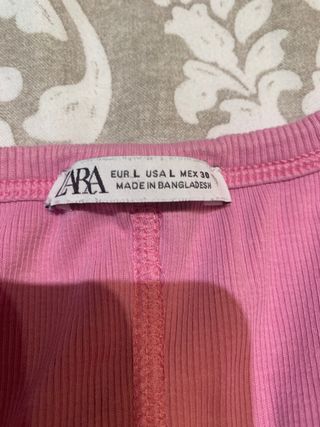 ZARA
EUR L USA L MEX 30
MADE IN BANGLADESH